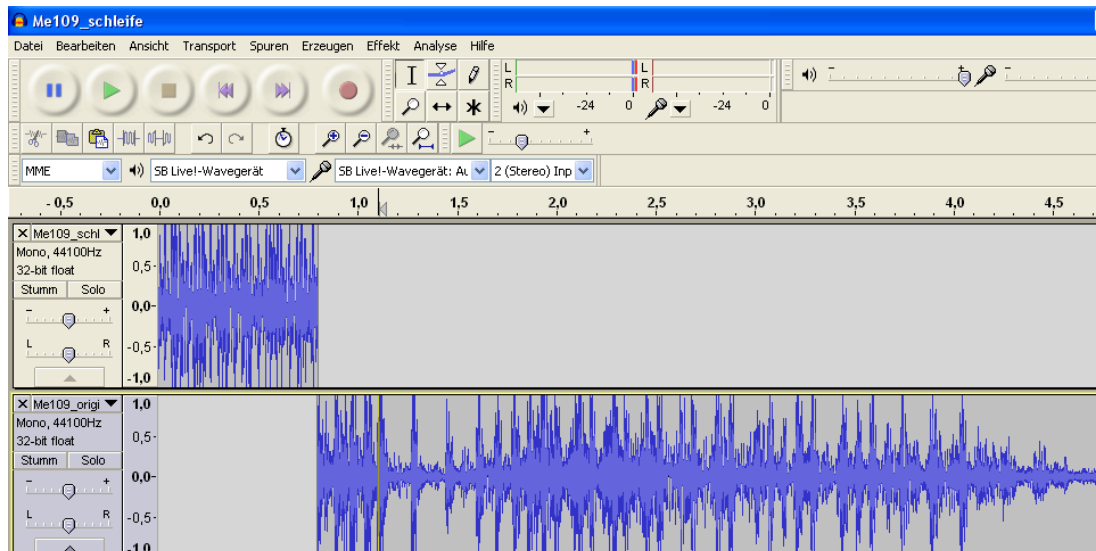 Me109_schleife
Datei Bearbeiten Ansicht Transport Spuren Erzeugen Effekt Analyse Hilfe
L L
R R
-24 0 -24 0
- +
MME SB Live!-Wavegerät SB Live!-Wavegerät: Au 2 (Stereo) Inp
- 0,5 0,0 0,5 1,0 1,5 2,0 2,5 3,0 3,5 4,0 4,5
Me109_schl 1,0
Mono, 44100Hz
32-bit float 0,5
Stumm Solo
- + 0,0
L R -0,5
-1,0
Me109_origi 1,0
Mono, 44100Hz
32-bit float 0,5
Stumm Solo
- + 0,0
L R -0,5
-1,0